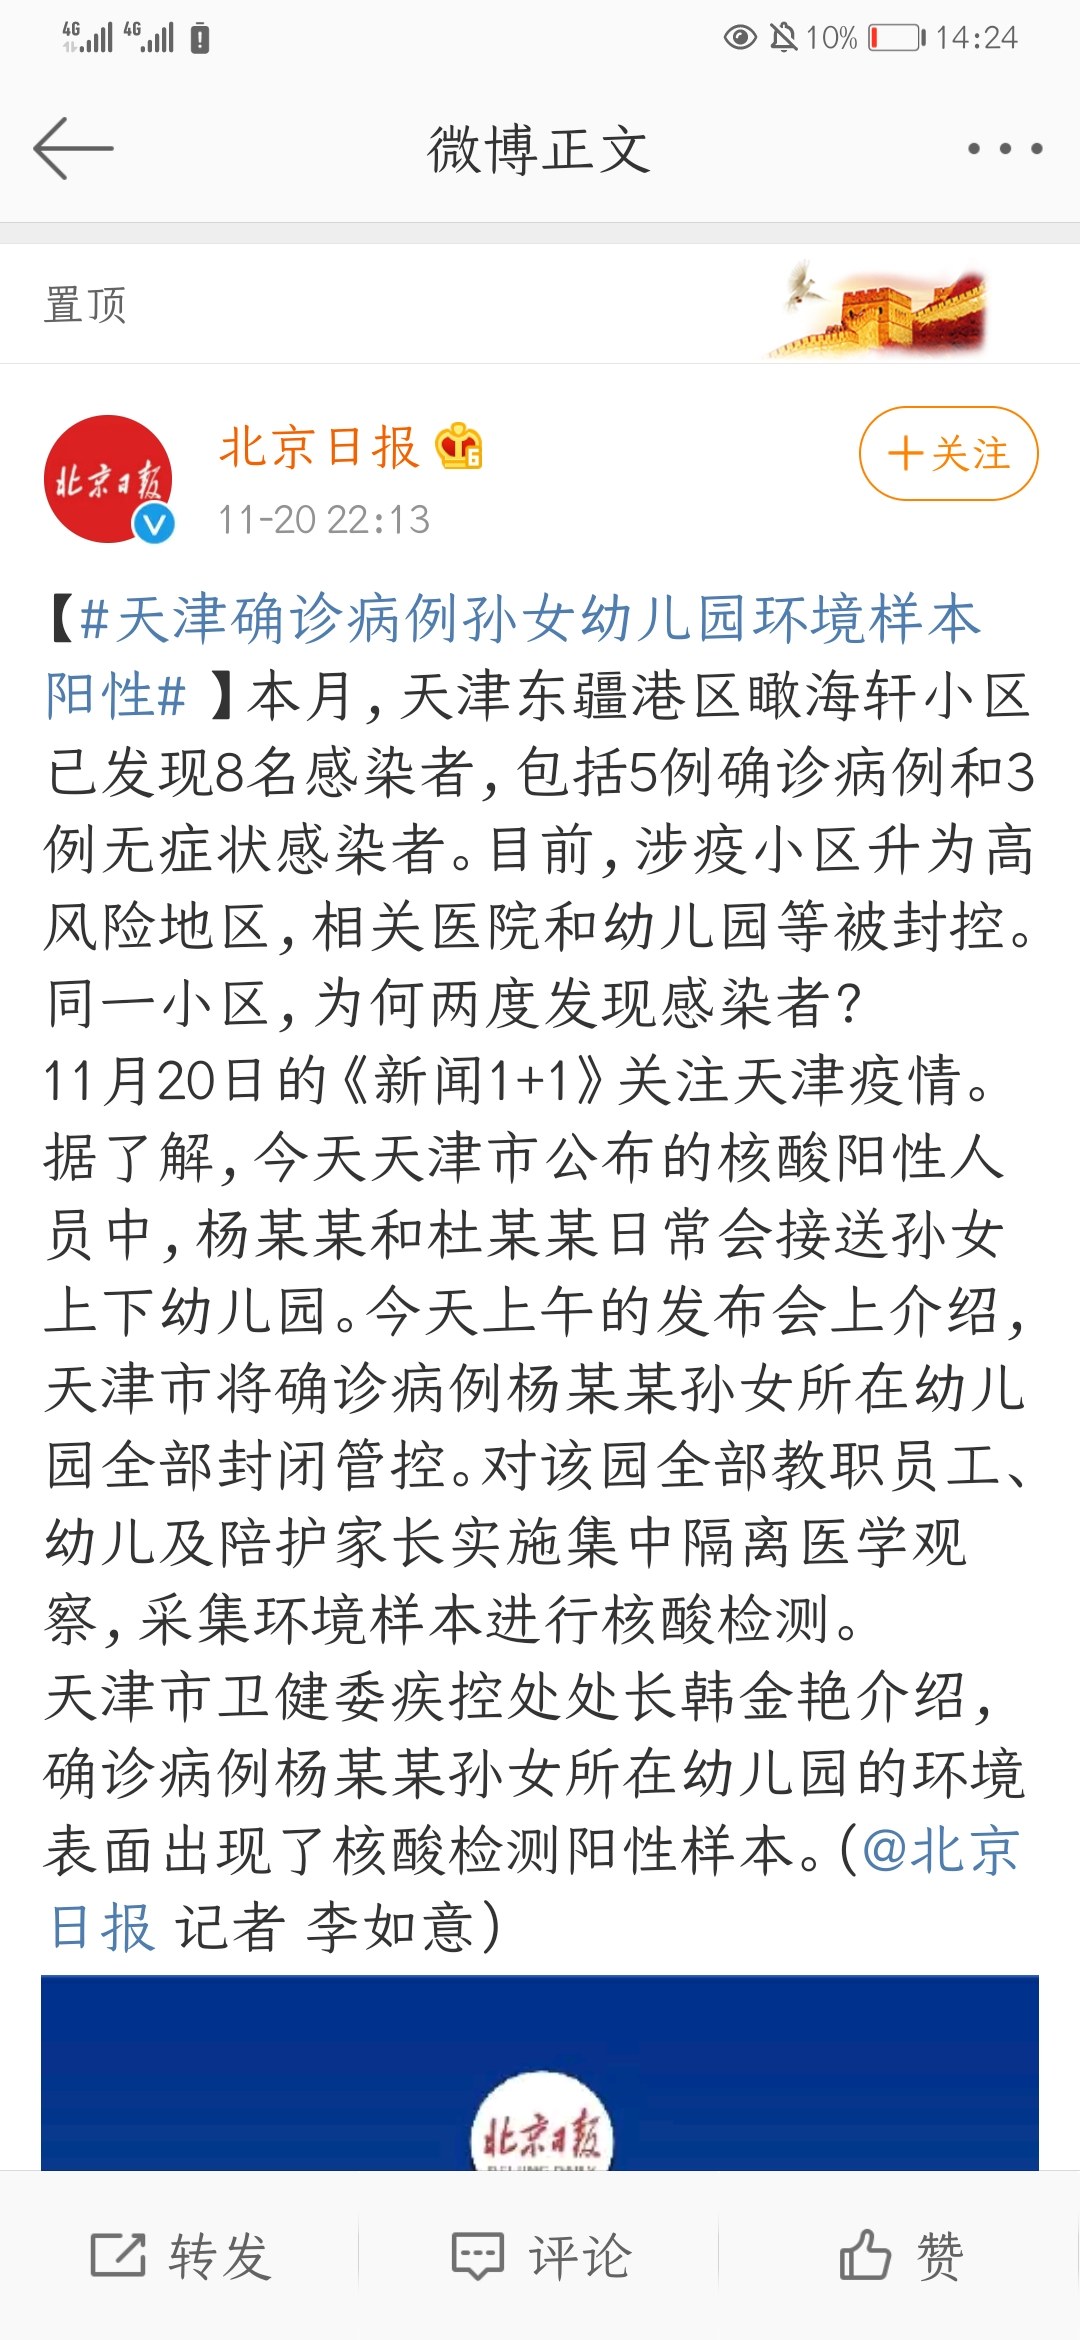 4G 4G 10% 14:24
微博正文
置顶
北京日报
北京日报 6
+关注
11-20 22:13
【#天津确诊病例孙女幼儿园环境样本
阳性# 】本月,天津东疆港区瞰海轩小区
已发现8名感染者,包括5例确诊病例和3
例无症状感染者。目前,涉疫小区升为高
风险地区,相关医院和幼儿园等被封控。
同一小区,为何两度发现感染者?
11月20日的《新闻1+1》关注天津疫情。
据了解,今天天津市公布的核酸阳性人
员中,杨某某和杜某某日常会接送孙女
上下幼儿园。今天上午的发布会上介绍,
天津市将确诊病例杨某某孙女所在幼儿
园全部封闭管控。对该园全部教职员工、
幼儿及陪护家长实施集中隔离医学观
察,采集环境样本进行核酸检测。
天津市卫健委疾控处处长韩金艳介绍,
确诊病例杨某某孙女所在幼儿园的环境
表面出现了核酸检测阳性样本。(@北京
日报 记者 李如意)
北京日报
BEIJING DAILY
转发 评论 赞